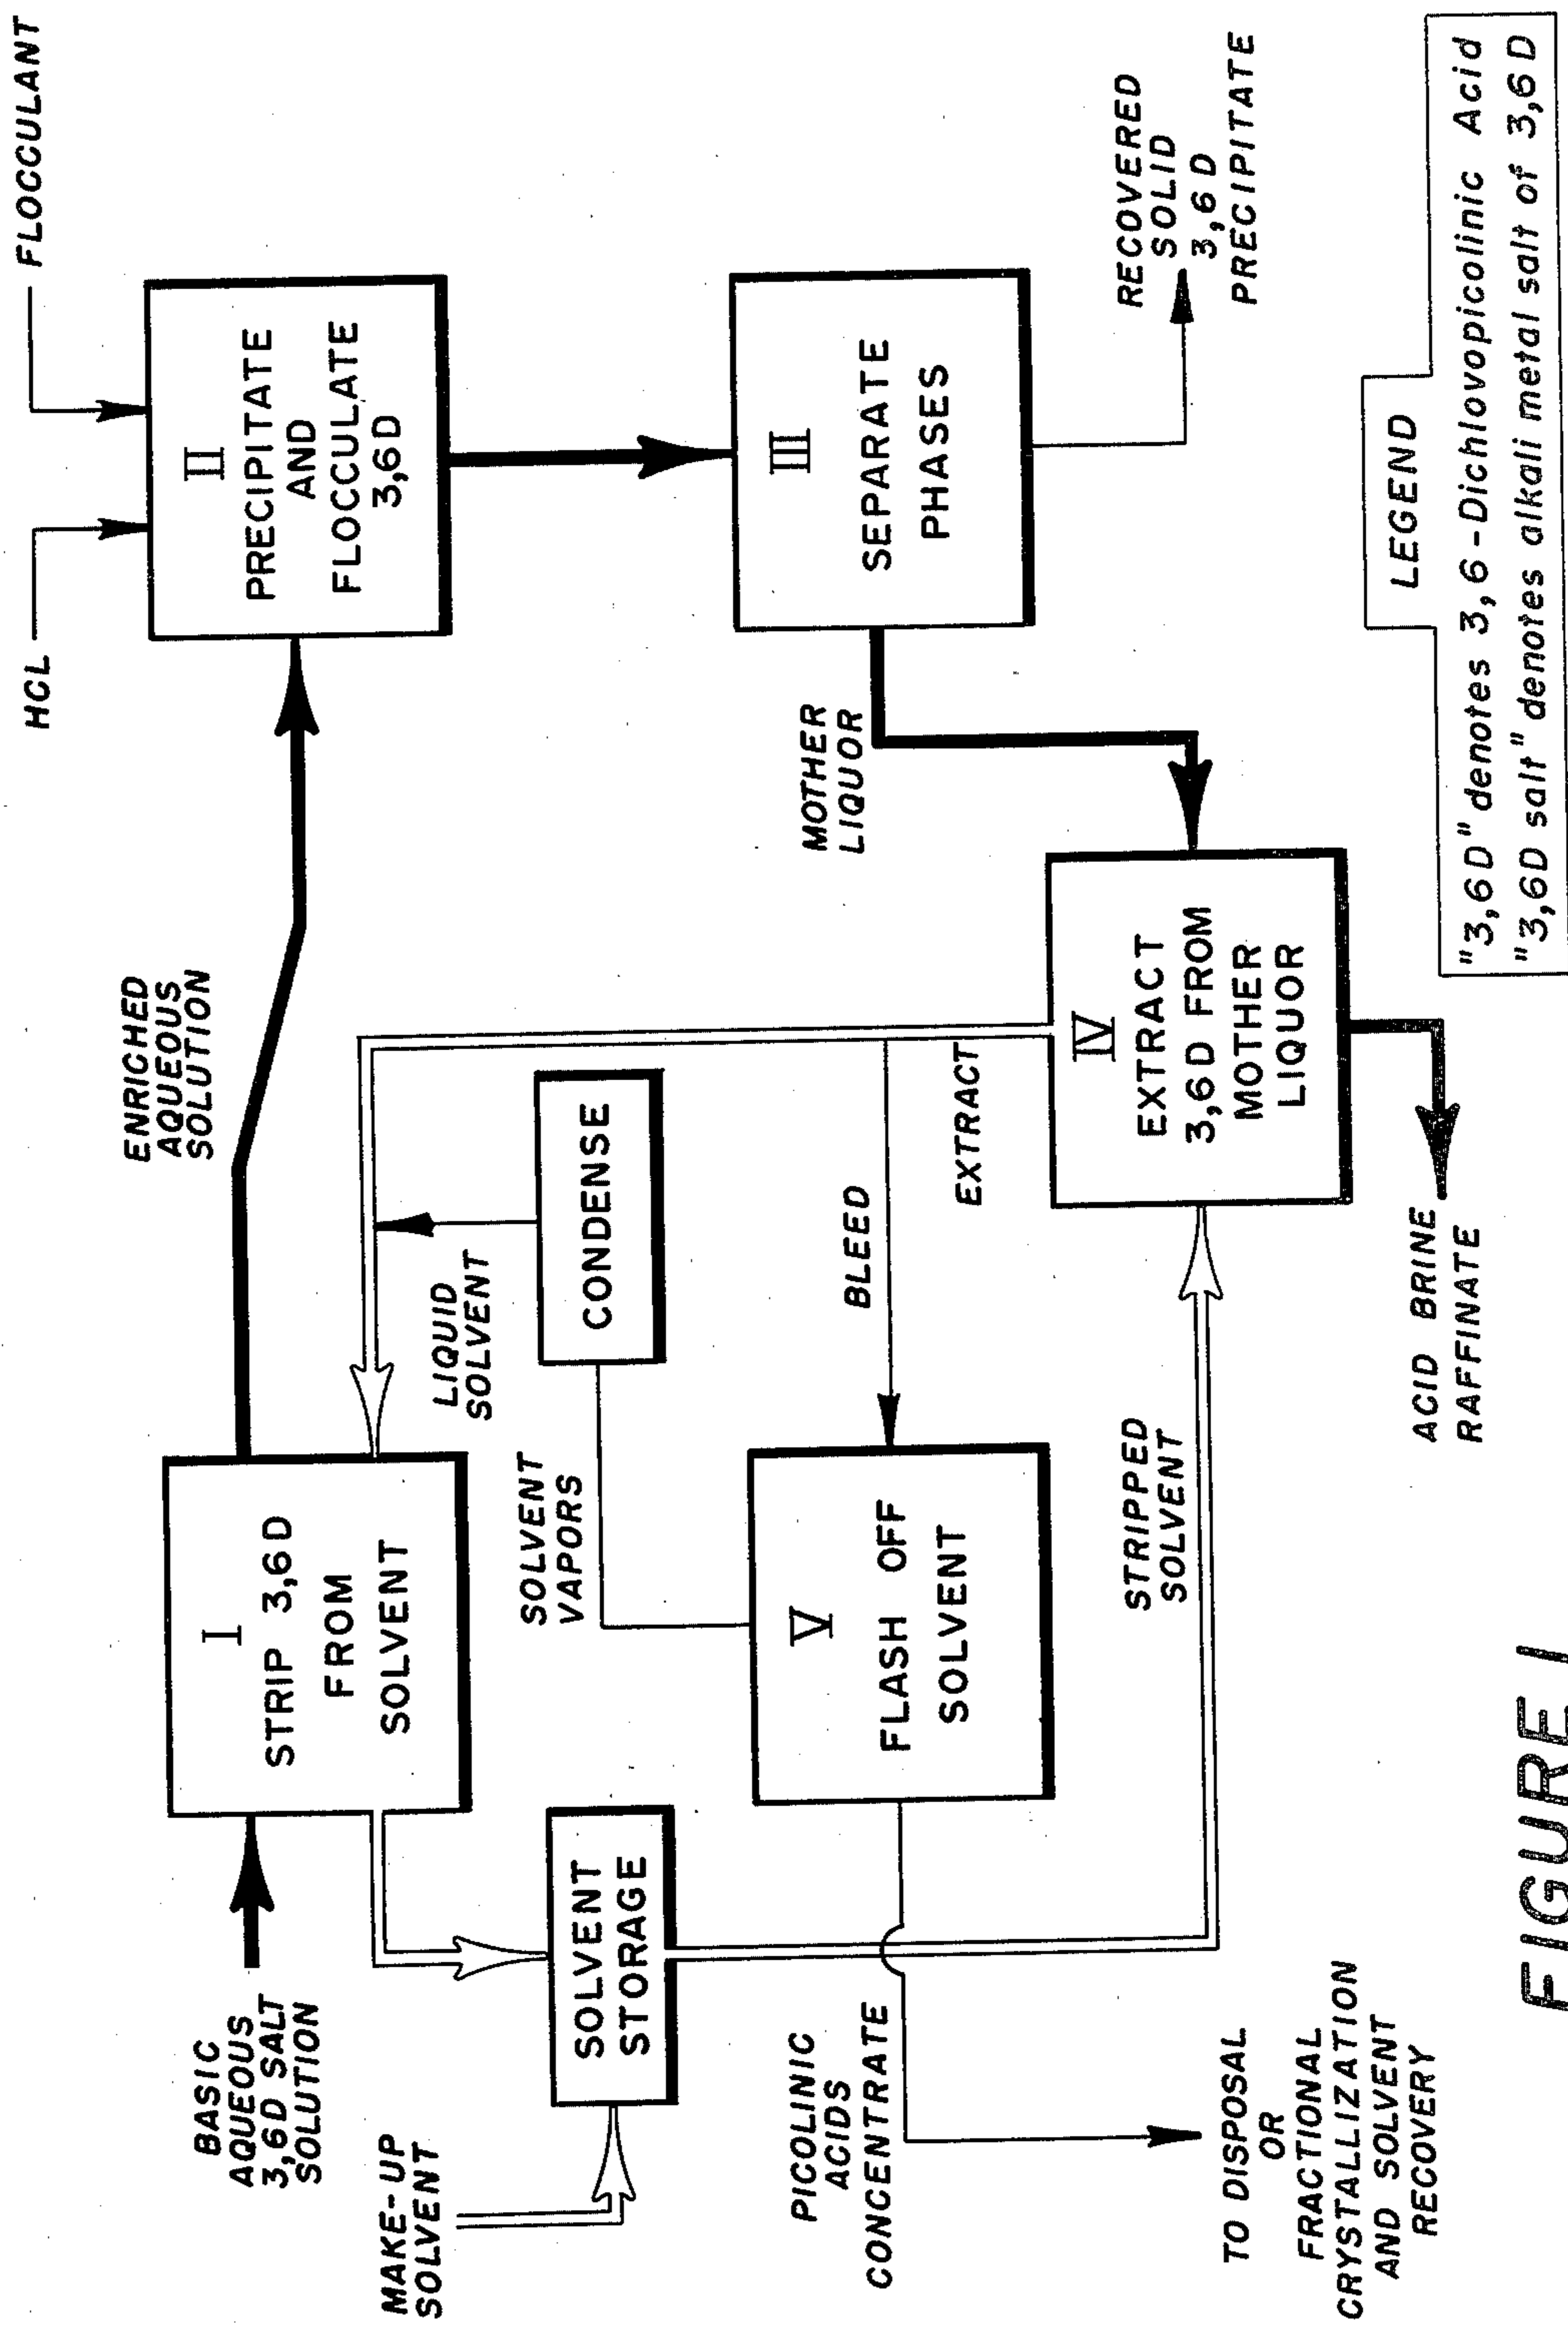 HCL
FLOCCULANT
ENRICHED
AQUEOUS
SOLUTION
BASIC
AQUEOUS
3,6D SALT
SOLUTION
I
STRIP 3,6D
FROM
SOLVENT
II
PRECIPITATE
AND
FLOCCULATE
3,6D
MAKE-UP
SOLVENT
SOLVENT
STORAGE
SOLVENT
VAPORS
LIQUID
SOLVENT
CONDENSE
MOTHER
LIQUOR
III
SEPARATE
PHASES
PICOLINIC
ACIDS
CONCENTRATE
V
FLASH OFF
SOLVENT
BLEED
EXTRACT
STRIPPED
SOLVENT
IV
EXTRACT
3,6D FROM
MOTHER
LIQUOR
RECOVERED
SOLID
3,6D
PRECIPITATE
TO DISPOSAL
OR
FRACTIONAL
CRYSTALLIZATION
AND SOLVENT
RECOVERY
ACID BRINE
RAFFINATE
LEGEND
"3,6D" denotes 3,6-Dichlovopicolinic Acid
"3,6D salt" denotes alkali metal salt of 3,6D
FIGURE 1